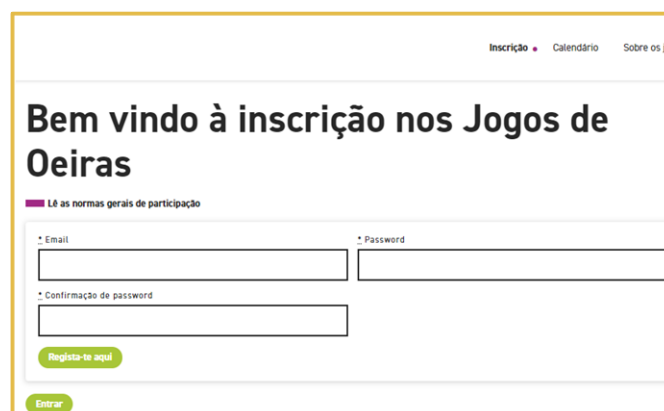 Inscrição
Calendário
Sobre os
Bem vindo à inscrição nos Jogos de
Oeiras
Lê as normas gerais de participação
* Email
* Password
* Confirmação de password
Regista-te aqui
Entrar